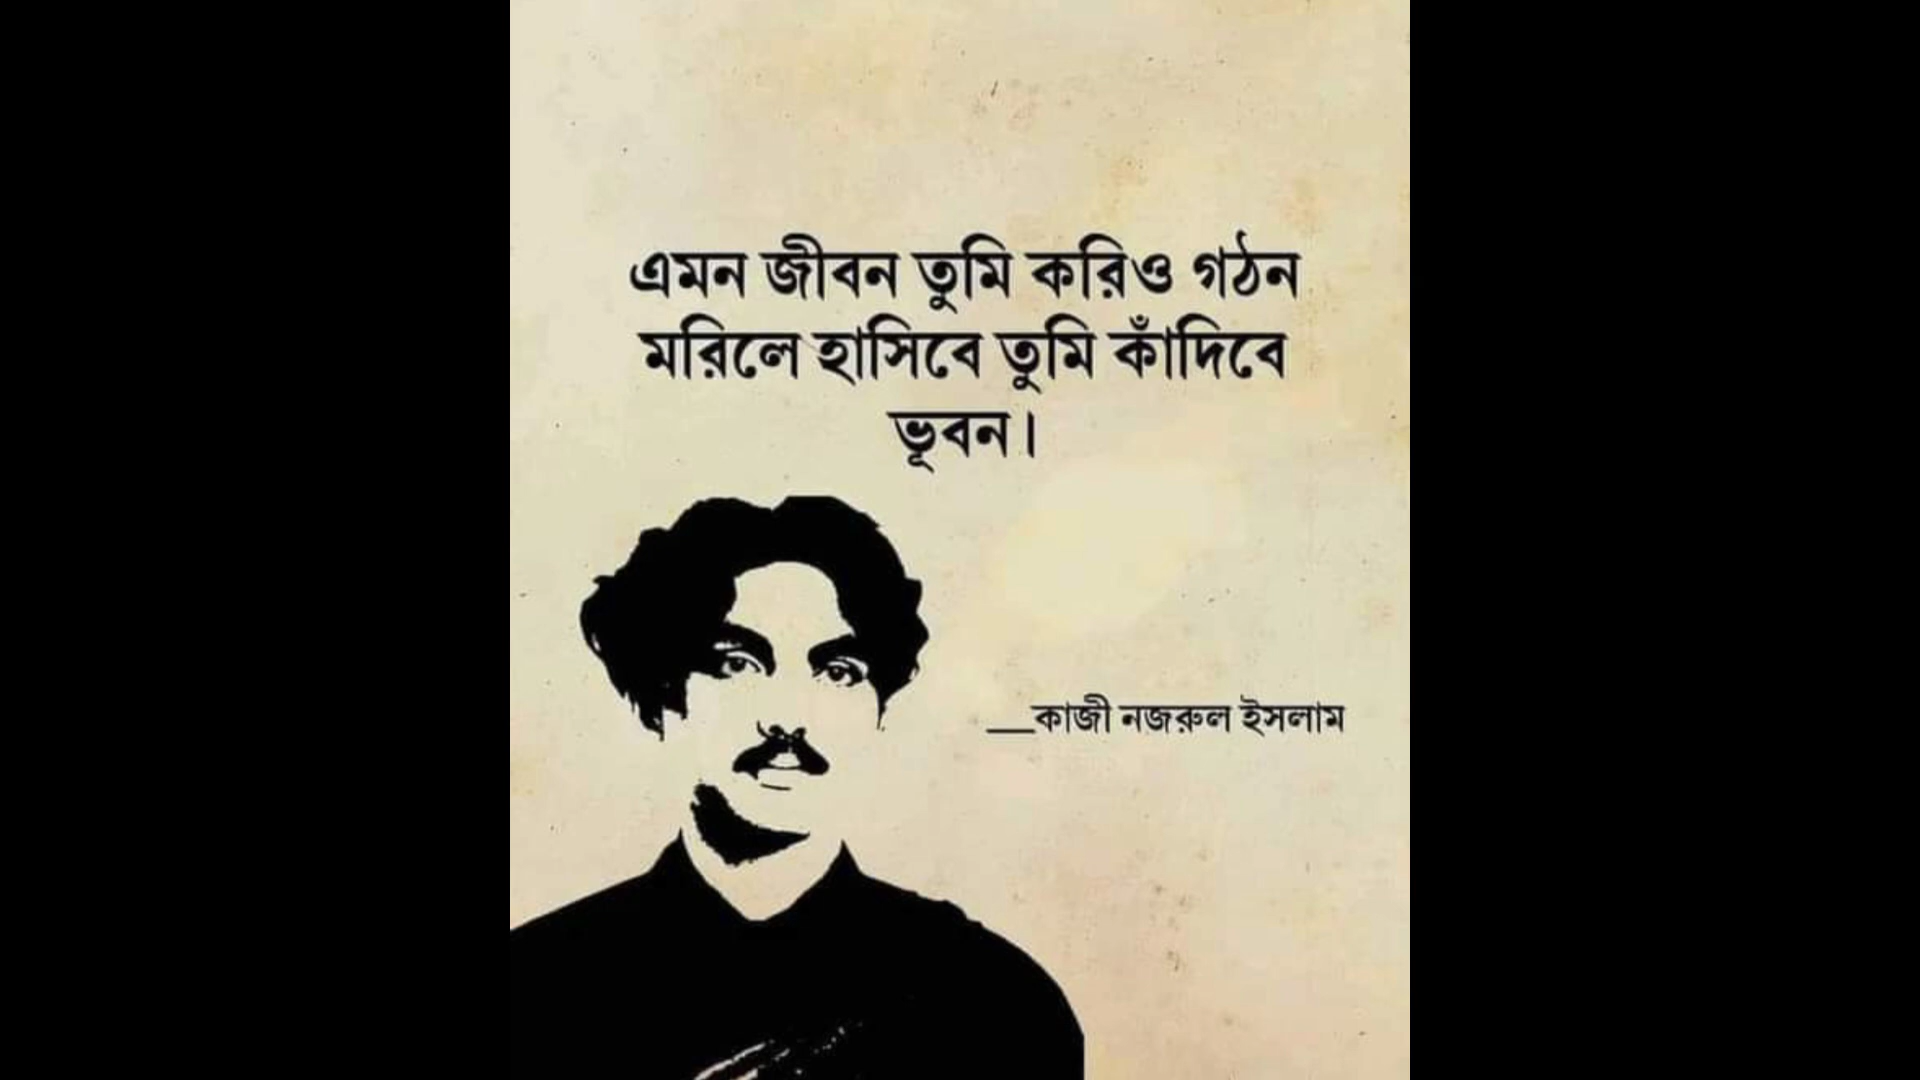 এমন জীবন তুমি করিও গঠন
মরিলে হাসিবে তুমি কাঁদিবে
ভূবন।
__কাজী নজরুল ইসলাম